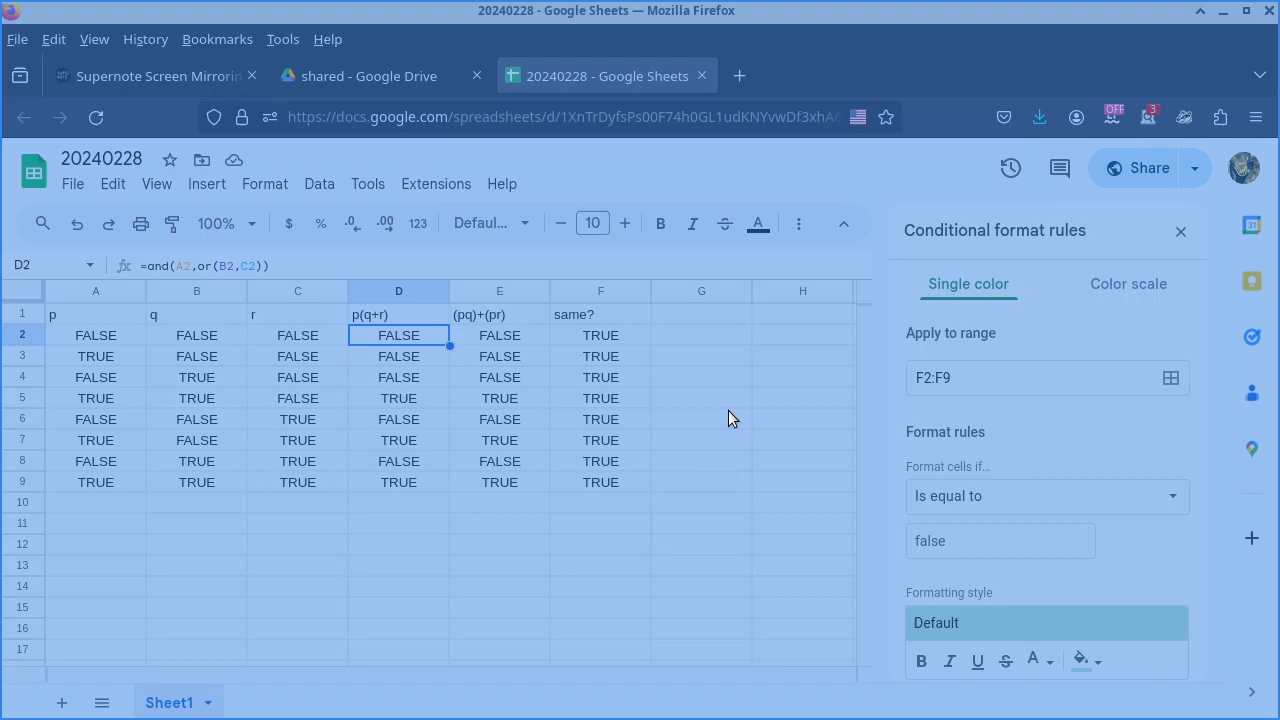 20240228 - Google Sheets — Mozilla Firefox
File Edit View History Bookmarks Tools Help
Supernote Screen Mirrorin
shared - Google Drive
20240228 - Google Sheets
https://docs.google.com/spreadsheets/d/1XnTrDyfsPs00F74h0GL1udKNYvwDf3xhA6
OFF
3
20240228
File Edit View Insert Format Data Tools Extensions Help
Share
100% $ % .0 .00 123 Defaul... − 10 + B I S A
31
D2
fx =and(A2,or(B2,C2))
A B C D E F G H
1 p q r p(q+r) (pq)+(pr) same?
2 FALSE FALSE FALSE FALSE FALSE TRUE
3 TRUE FALSE FALSE FALSE FALSE TRUE
4 FALSE TRUE FALSE FALSE FALSE TRUE
5 TRUE TRUE FALSE TRUE TRUE TRUE
6 FALSE FALSE TRUE FALSE FALSE TRUE
7 TRUE FALSE TRUE TRUE TRUE TRUE
8 FALSE TRUE TRUE FALSE FALSE TRUE
9 TRUE TRUE TRUE TRUE TRUE TRUE
10
11
12
13
14
15
16
17
Sheet1
Conditional format rules
Single color Color scale
Apply to range
F2:F9
Format rules
Format cells if…
Is equal to
false
Formatting style
Default
B I U S A